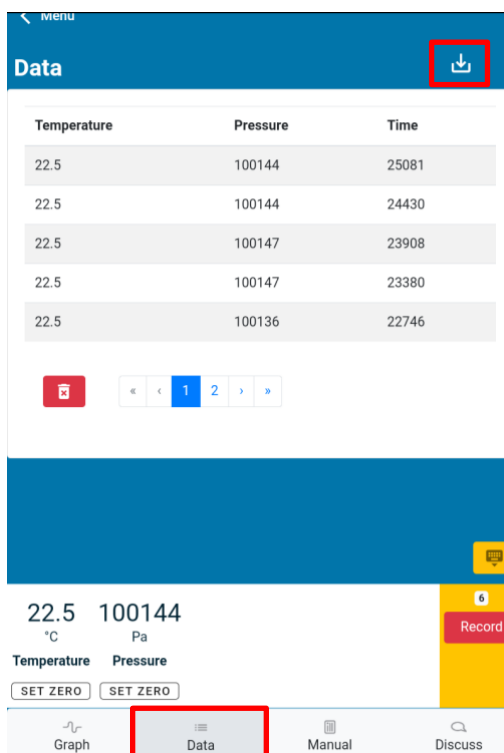 Menu
Data
Temperature Pressure Time
22.5 100144 25081
22.5 100144 24430
22.5 100147 23908
22.5 100147 23380
22.5 100136 22746
« ‹ 1 2 › »
6
22.5 100144
Record
°C Pa
Temperature Pressure
SET ZERO SET ZERO
Graph Data Manual Discuss